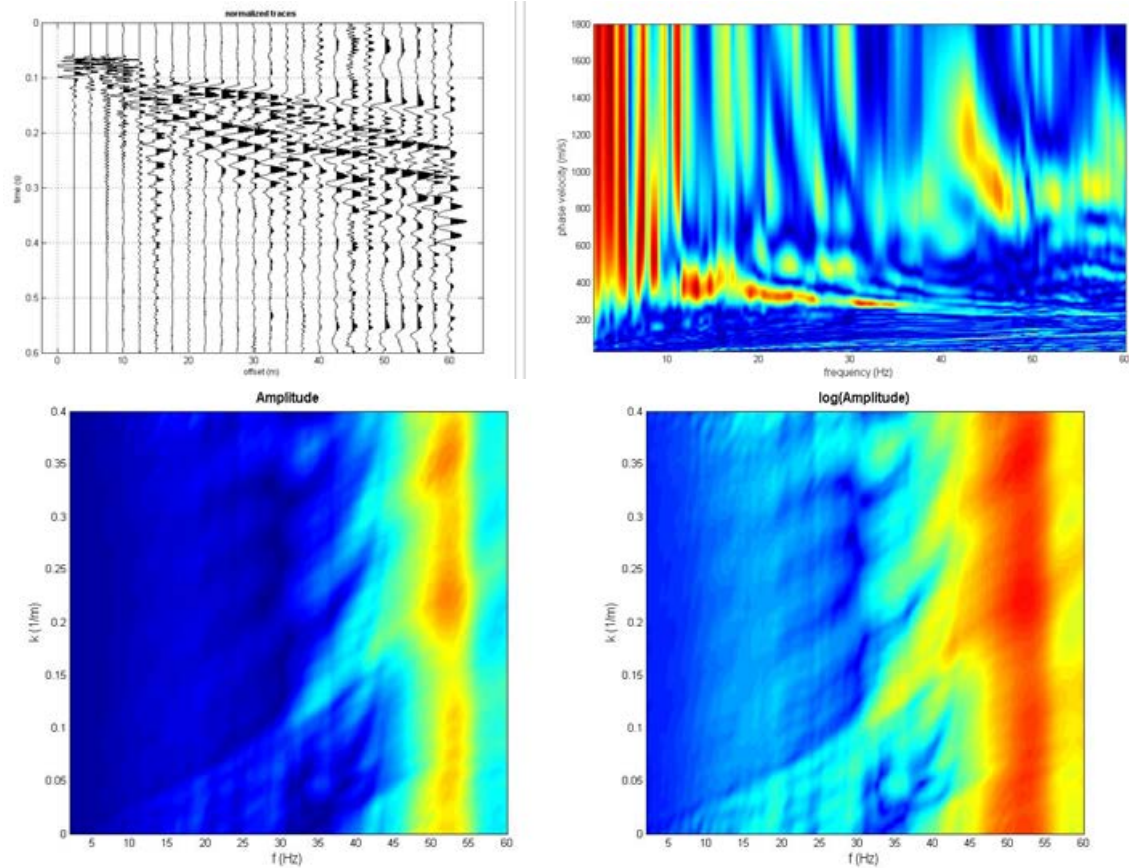 normalized traces
time (s)
0
0.1
0.2
0.3
0.4
0.5
0.6
0 10 20 30 40 50 60
offset (m)
phase velocity (m/s)
1800
1600
1400
1200
1000
800
600
400
200
10 20 30 40 50 60
frequency (Hz)
Amplitude
k (1/m)
0.4
0.35
0.3
0.25
0.2
0.15
0.1
0.05
0
5 10 15 20 25 30 35 40 45 50 55 60
f (Hz)
log(Amplitude)
k (1/m)
0.4
0.35
0.3
0.25
0.2
0.15
0.1
0.05
0
5 10 15 20 25 30 35 40 45 50 55 60
f (Hz)